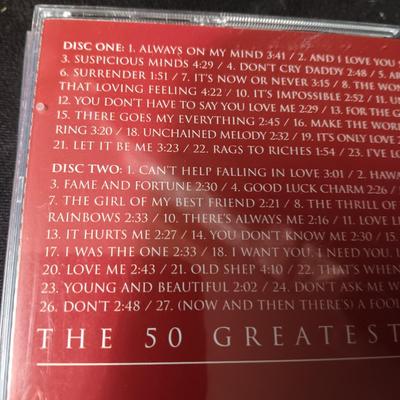 DISC ONE: 1. ALWAYS ON MY MIND 3:41 / 2. AND I LOVE YOU
3. SUSPICIOUS MINDS 4:29 / 4. DON'T CRY DADDY 2:48 / 5.
6. SURRENDER 1:51 / 7. IT'S NOW OR NEVER 3:15 / 8. THE
THAT LOVING FEELING 4:22 / 10. IT'S IMPOSSIBLE 2:52 / 11.
12. YOU DON'T HAVE TO SAY YOU LOVE ME 2:29 / 13. FOR THE
15. THERE GOES MY EVERYTHING 2:45 / 16. MAKE THE
RING 3:20 / 18. UNCHAINED MELODY 2:32 / 19. IT'S ONLY LOVE
21. LET IT BE ME 3:23 / 22. RAGS TO RICHES 1:54 / 23.
DISC TWO: 1. CAN'T HELP FALLING IN LOVE 3:01 / 2.
3. FAME AND FORTUNE 2:30 / 4. GOOD LUCK CHARM 2:26
7. THE GIRL OF MY BEST FRIEND 2:21 / 8. THE THRILL OF
RAINBOWS 2:33 / 10. THERE'S ALWAYS ME 2:16 / 11. LOVE
13. IT HURTS ME 2:27 / 14. YOU DON'T KNOW ME 2:30 / 15.
17. I WAS THE ONE 2:33 / 18. I WANT YOU, I NEED YOU, I
20. LOVE ME 2:43 / 21. OLD SHEP 4:10 / 22. THAT'S WHEN
23. YOUNG AND BEAUTIFUL 2:02 / 24. DON'T ASK ME
26. DON'T 2:48 / 27. (NOW AND THEN THERE'S) A FOOL
THE 50 GREATEST